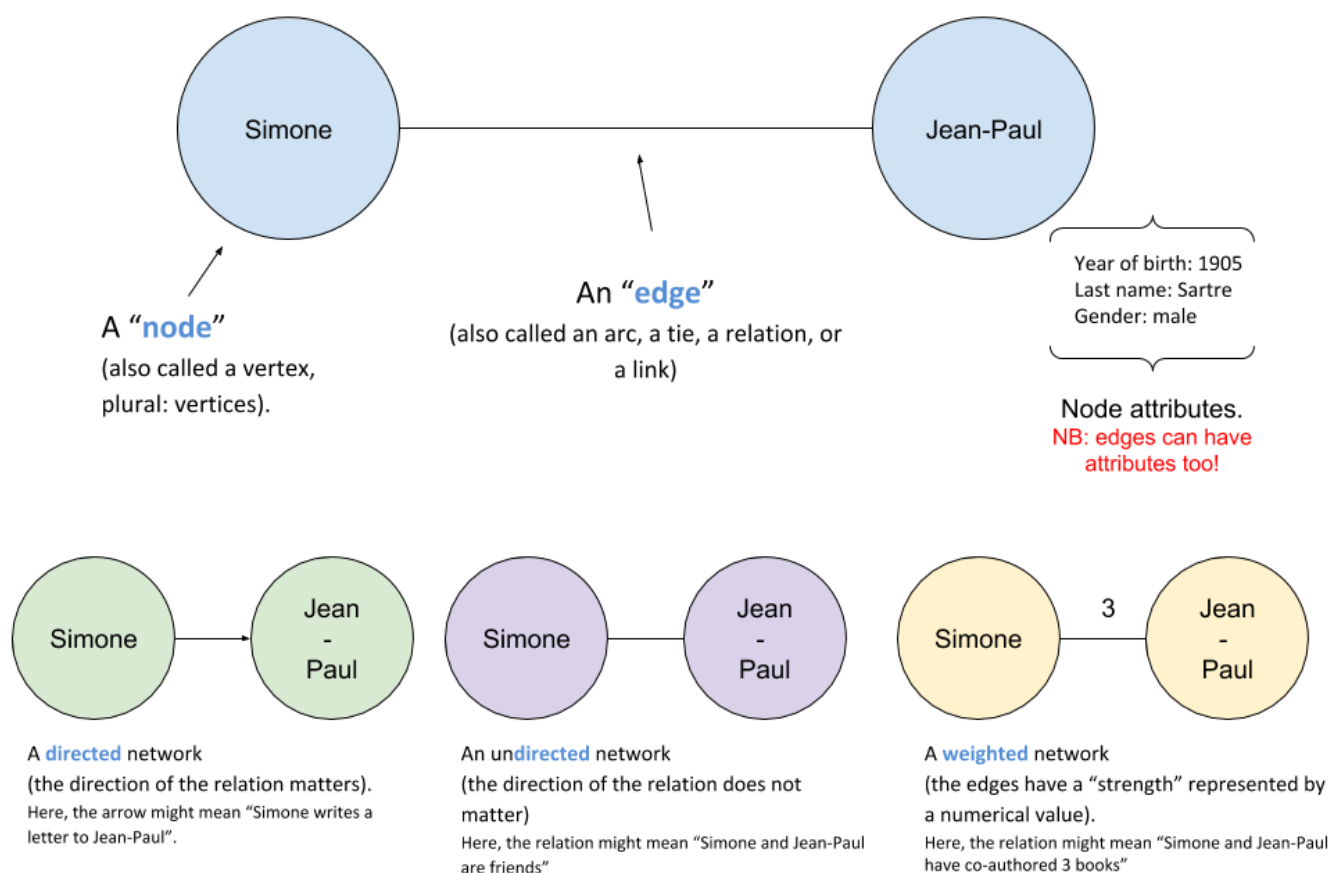 Simone
Jean-Paul
A “node”
(also called a vertex,
plural: vertices).
An “edge”
(also called an arc, a tie, a relation, or
a link)
Year of birth: 1905
Last name: Sartre
Gender: male
Node attributes.
NB: edges can have
attributes too!
Simone
Jean
-
Paul
A directed network
(the direction of the relation matters).
Here, the arrow might mean “Simone writes a
letter to Jean-Paul”.
Simone
Jean
-
Paul
An undirected network
(the direction of the relation does not
matter)
Here, the relation might mean “Simone and Jean-Paul
are friends”
Simone
3
Jean
-
Paul
A weighted network
(the edges have a “strength” represented by
a numerical value).
Here, the relation might mean “Simone and Jean-Paul
have co-authored 3 books”